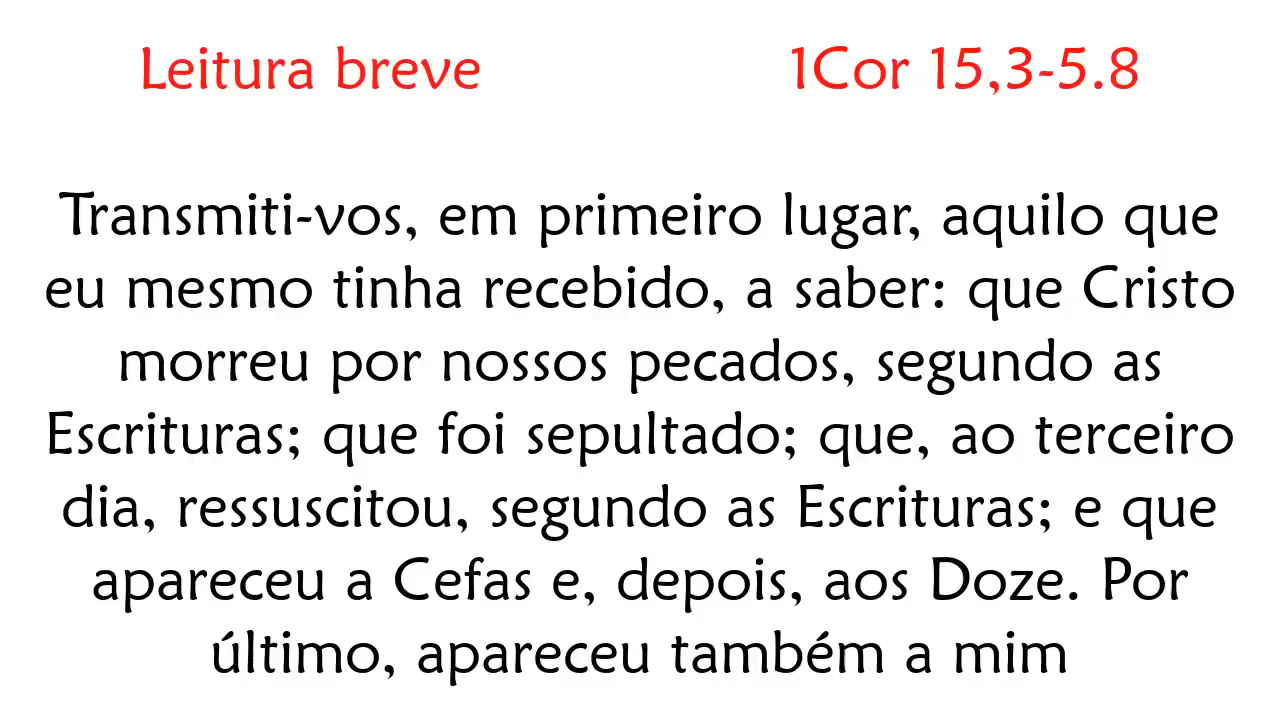 Leitura breve 1Cor 15,3-5.8
Transmiti-vos, em primeiro lugar, aquilo que
eu mesmo tinha recebido, a saber: que Cristo
morreu por nossos pecados, segundo as
Escrituras; que foi sepultado; que, ao terceiro
dia, ressuscitou, segundo as Escrituras; e que
apareceu a Cefas e, depois, aos Doze. Por
último, apareceu também a mim